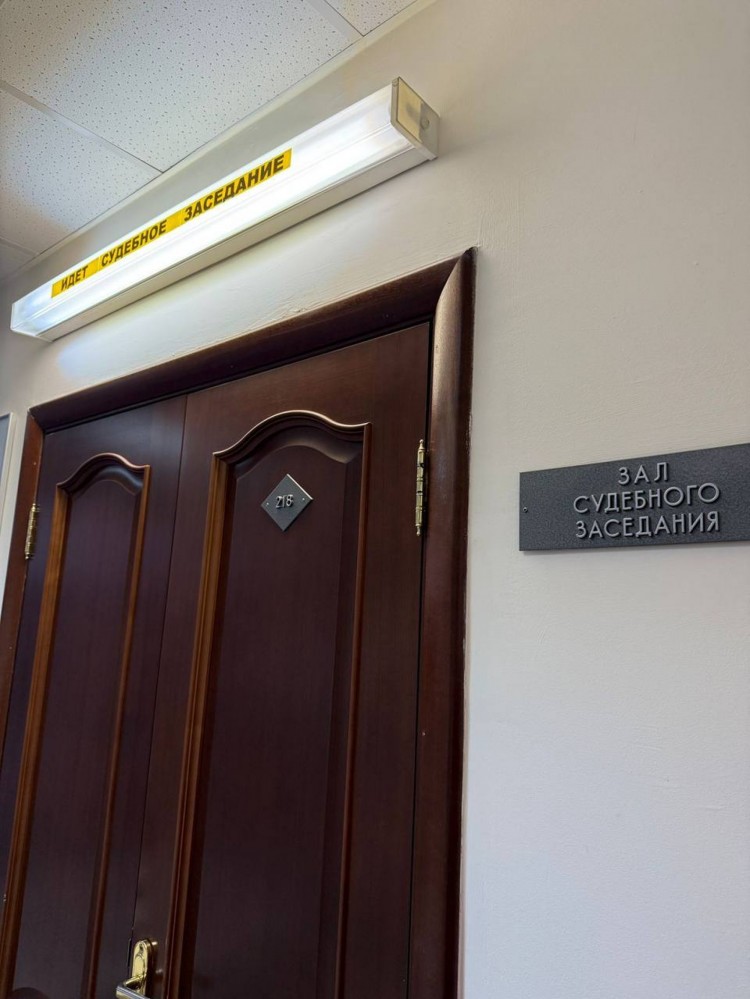 ИДЕТ СУДЕБНОЕ ЗАСЕДАНИЕ
218
ЗАЛ
СУДЕБНОГО
ЗАСЕДАНИЯ